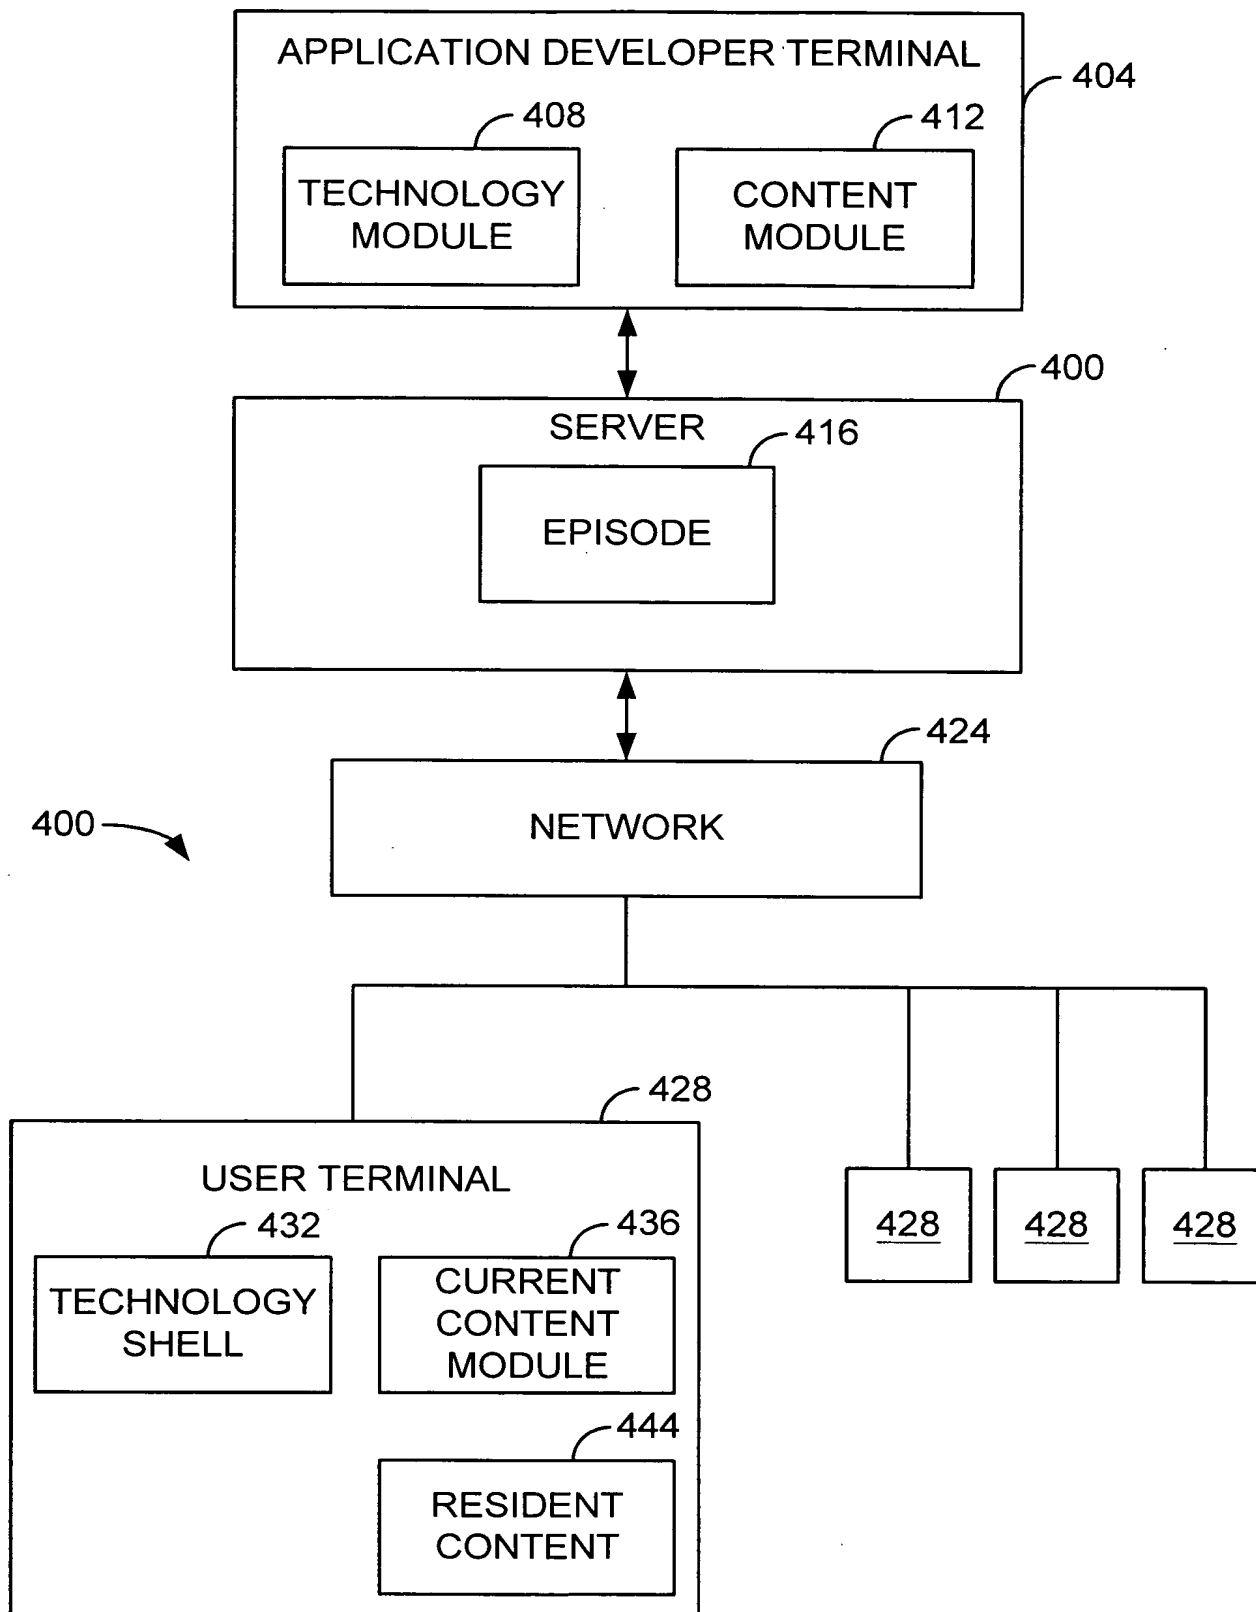 APPLICATION DEVELOPER TERMINAL
404
408
412
TECHNOLOGY
MODULE
CONTENT
MODULE
400
SERVER
416
EPISODE
424
NETWORK
400
428
USER TERMINAL
432
436
TECHNOLOGY
SHELL
CURRENT
CONTENT
MODULE
428
428
428
444
RESIDENT
CONTENT